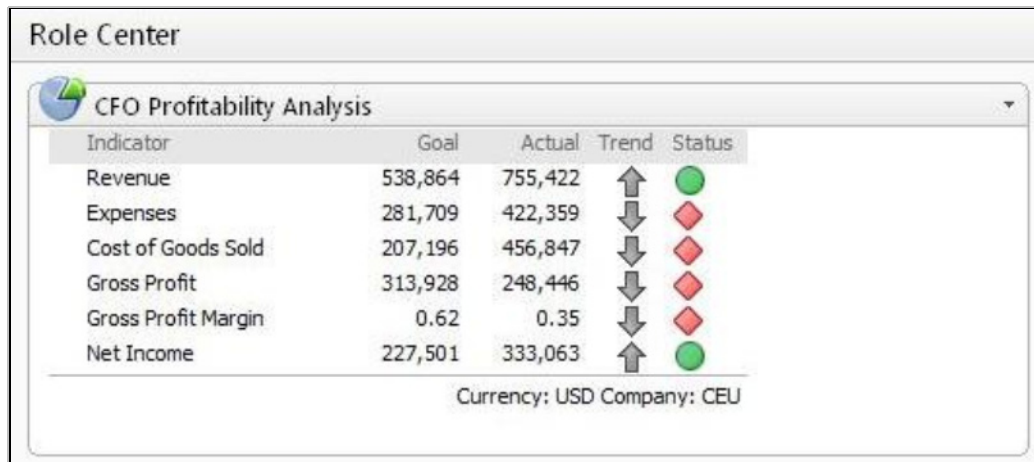 Role Center
CFO Profitability Analysis
Indicator Goal Actual Trend Status
Revenue 538,864 755,422
Expenses 281,709 422,359
Cost of Goods Sold 207,196 456,847
Gross Profit 313,928 248,446
Gross Profit Margin 0.62 0.35
Net Income 227,501 333,063
Currency: USD Company: CEU